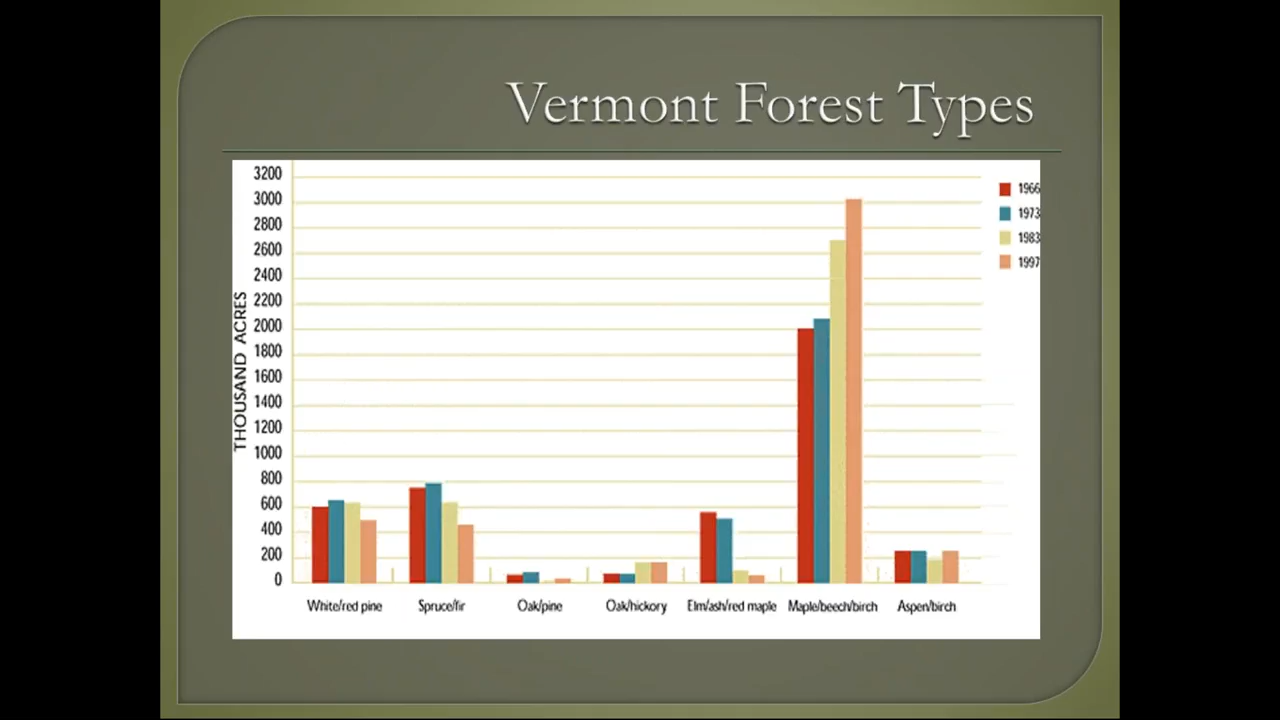 Vermont Forest Types
THOUSAND ACRES
3200
3000
2800
2600
2400
2200
2000
1800
1600
1400
1200
1000
800
600
400
200
0
1966
1973
1983
1997
White/red pine
Spruce/fir
Oak/pine
Oak/hickory
Elm/ash/red maple
Maple/beech/birch
Aspen/birch